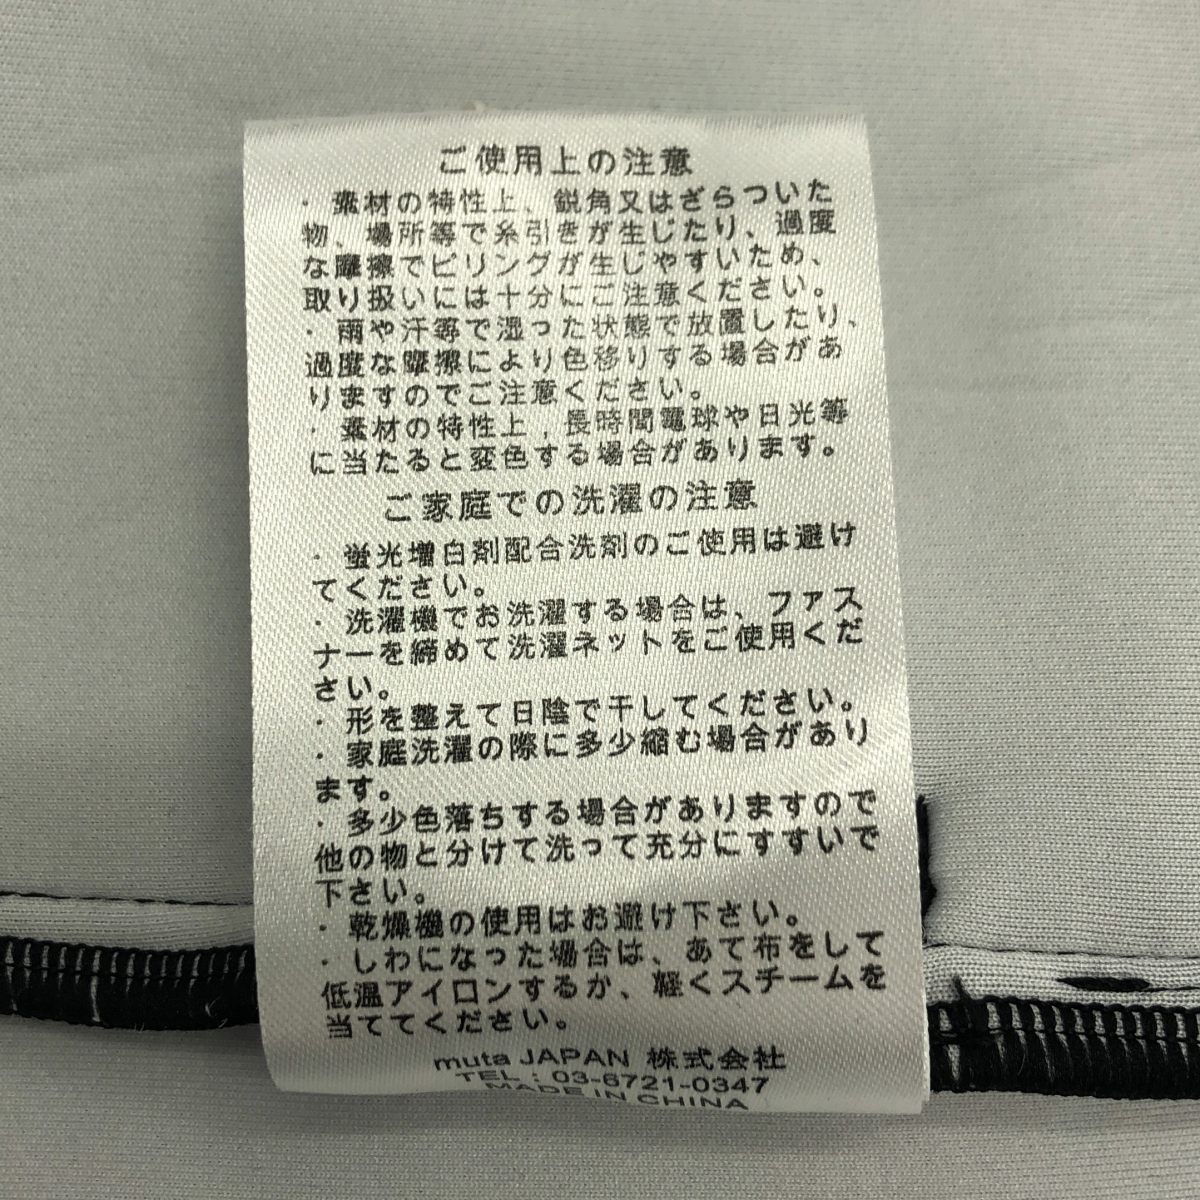 ご使用上の注意
・素材の特性上、鋭角又はざらついた
物、場所等で糸引きが生じたり、過度
な摩擦でピリングが生じやすいため、
取り扱いには十分にご注意ください。
・雨や汗等で湿った状態で放置したり、
過度な摩擦により色移りする場合があ
りますのでご注意ください。
・素材の特性上，長時間電球や日光等
に当たると変色する場合があります。
ご家庭での洗濯の注意
・蛍光増白剤配合洗剤のご使用は避け
てください。
・洗濯機でお洗濯する場合は、ファス
ナーを締めて洗濯ネットをご使用くだ
さい。
・形を整えて日陰で干してください。
・家庭洗濯の際に多少縮む場合があり
ます。
・多少色落ちする場合がありますので
他の物と分けて洗って充分にすすいで
下さい。
・乾燥機の使用はお避け下さい。
・しわになった場合は、あて布をして
低温アイロンするか、軽くスチームを
当ててください。
muta JAPAN 株式会社
TEL：03-6721-0347
MADE IN CHINA